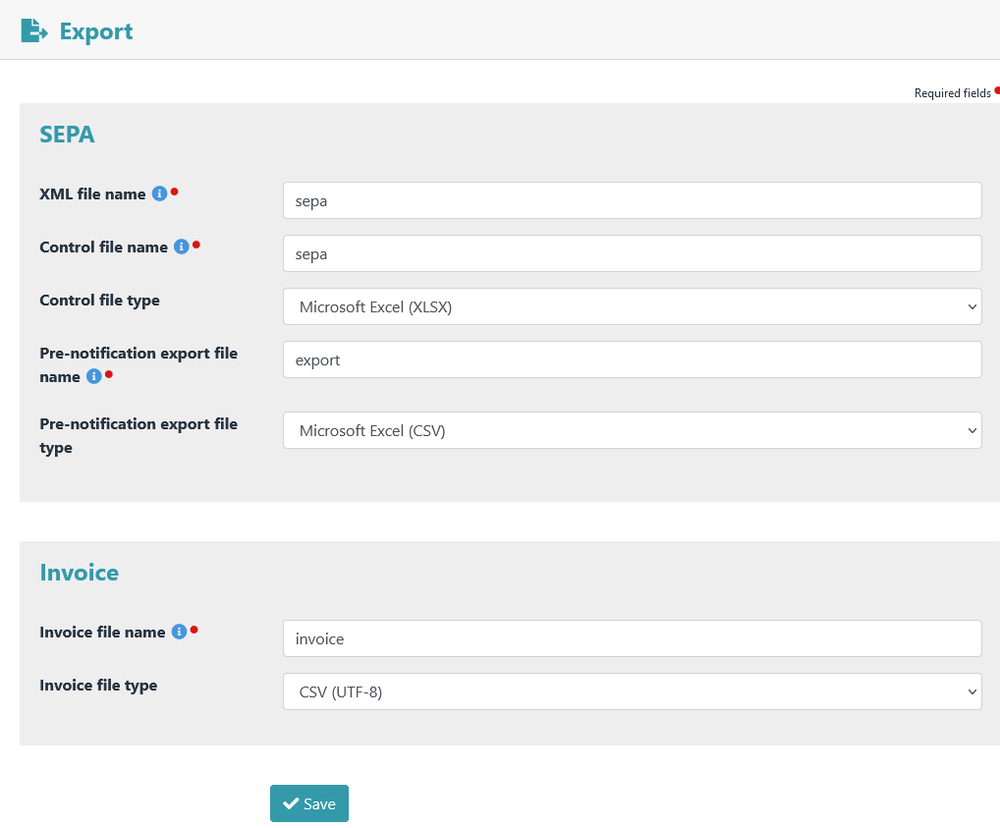 Export
Required fields
SEPA
XML file name
sepa
Control file name
sepa
Control file type
Microsoft Excel (XLSX)
Pre-notification export file
name
export
Pre-notification export file
type
Microsoft Excel (CSV)
Invoice
Invoice file name
invoice
Invoice file type
CSV (UTF-8)
Save